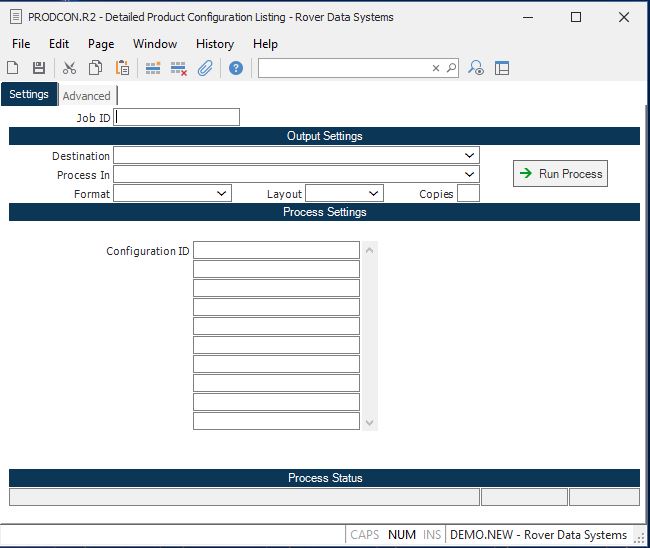 PRODCON.R2 - Detailed Product Configuration Listing - Rover Data Systems
File Edit Page Window History Help
Settings Advanced
Job ID
Output Settings
Destination
Process In
Run Process
Format Layout Copies
Process Settings
Configuration ID
Process Status
CAPS NUM INS DEMO.NEW - Rover Data Systems